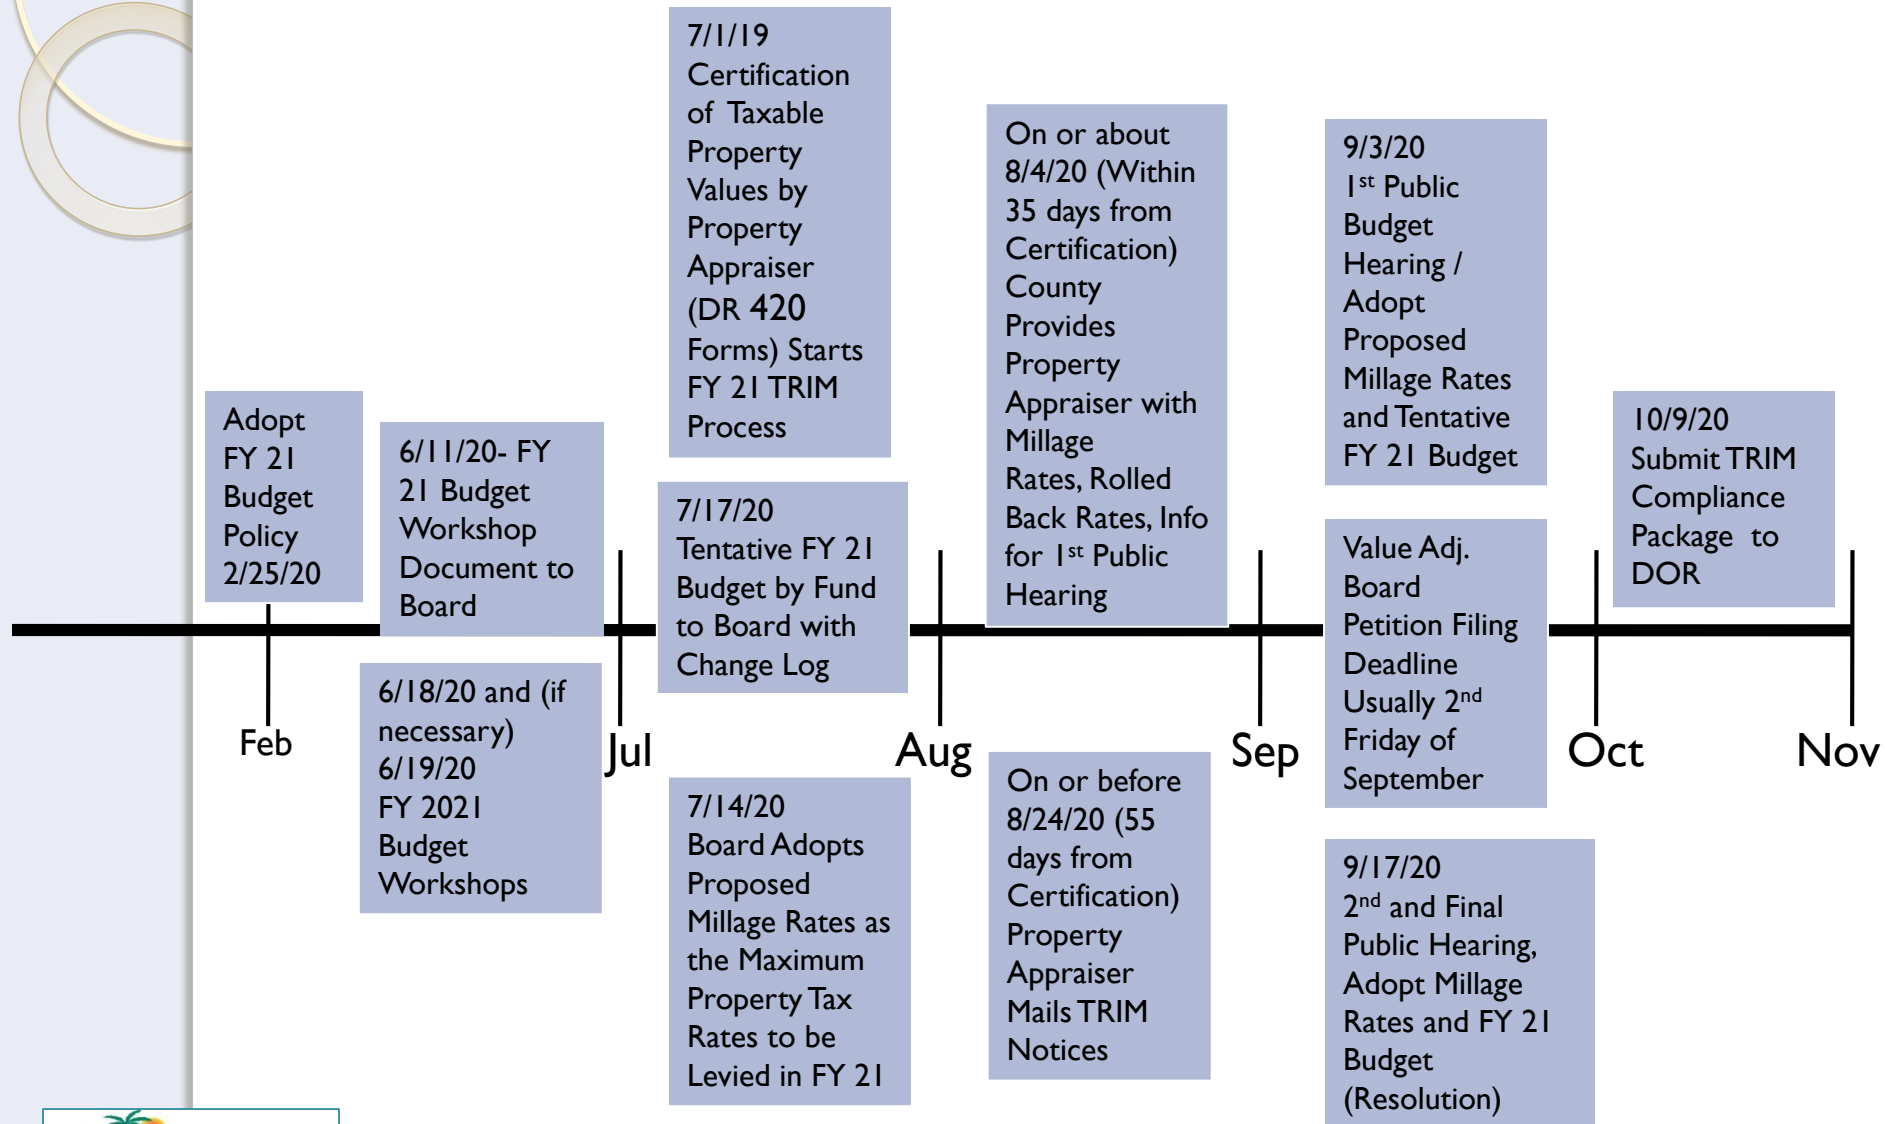 Adopt
FY 21
Budget
Policy
2/25/20
6/11/20- FY
21 Budget
Workshop
Document to
Board
6/18/20 and (if
necessary)
6/19/20
FY 2021
Budget
Workshops
7/1/19
Certification
of Taxable
Property
Values by
Property
Appraiser
(DR 420
Forms) Starts
FY 21 TRIM
Process
7/17/20
Tentative FY 21
Budget by Fund
to Board with
Change Log
7/14/20
Board Adopts
Proposed
Millage Rates as
the Maximum
Property Tax
Rates to be
Levied in FY 21
On or about
8/4/20 (Within
35 days from
Certification)
County
Provides
Property
Appraiser with
Millage
Rates, Rolled
Back Rates, Info
for 1st Public
Hearing
On or before
8/24/20 (55
days from
Certification)
Property
Appraiser
Mails TRIM
Notices
9/3/20
1st Public
Budget
Hearing /
Adopt
Proposed
Millage Rates
and Tentative
FY 21 Budget
Value Adj.
Board
Petition Filing
Deadline
Usually 2nd
Friday of
September
9/17/20
2nd and Final
Public Hearing,
Adopt Millage
Rates and FY 21
Budget
(Resolution)
10/9/20
Submit TRIM
Compliance
Package to
DOR
Feb
Jul
Aug
Sep
Oct
Nov